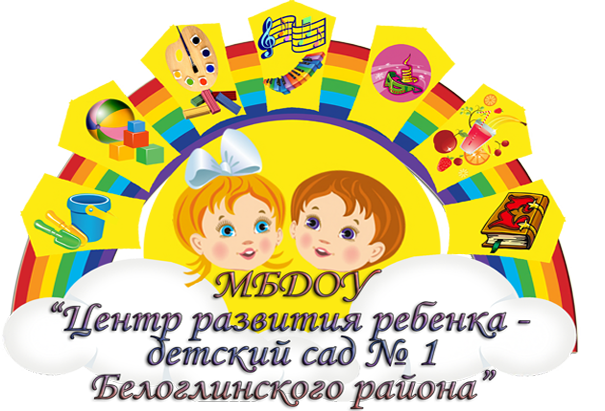 МБДОУ
“Центр развития ребенка -
детский сад № 1
Белоглинского района”